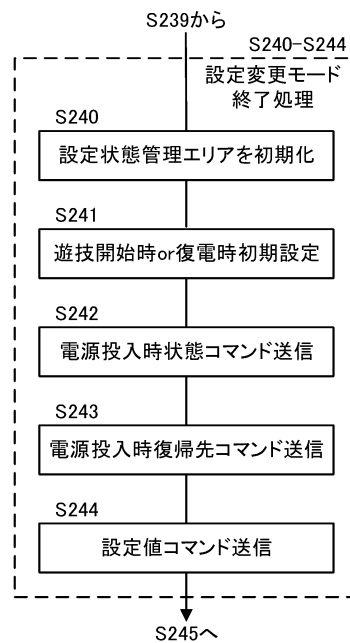 S239から
S240-S244
設定変更モード
終了処理
S240
設定状態管理エリアを初期化
S241
遊技開始時or復電時初期設定
S242
電源投入時状態コマンド送信
S243
電源投入時復帰先コマンド送信
S244
設定値コマンド送信
S245へ